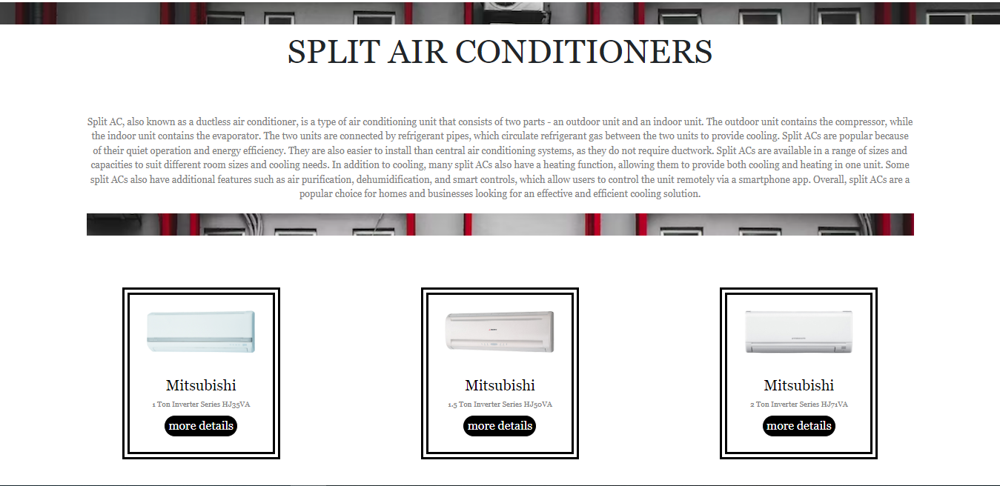 SPLIT AIR CONDITIONERS
Split AC, also known as a ductless air conditioner, is a type of air conditioning unit that consists of two parts - an outdoor unit and an indoor unit. The outdoor unit contains the compressor, while
the indoor unit contains the evaporator. The two units are connected by refrigerant pipes, which circulate refrigerant gas between the two units to provide cooling. Split ACs are popular because
of their quiet operation and energy efficiency. They are also easier to install than central air conditioning systems, as they do not require ductwork. Split ACs are available in a range of sizes and
capacities to suit different room sizes and cooling needs. In addition to cooling, many split ACs also have a heating function, allowing them to provide both cooling and heating in one unit. Some
split ACs also have additional features such as air purification, dehumidification, and smart controls, which allow users to control the unit remotely via a smartphone app. Overall, split ACs are a
popular choice for homes and businesses looking for an effective and efficient cooling solution.
Mitsubishi
1 Ton Inverter Series HJ35VA
more details
Mitsubishi
1.5 Ton Inverter Series HJ50VA
more details
Mitsubishi
2 Ton Inverter Series HJ71VA
more details